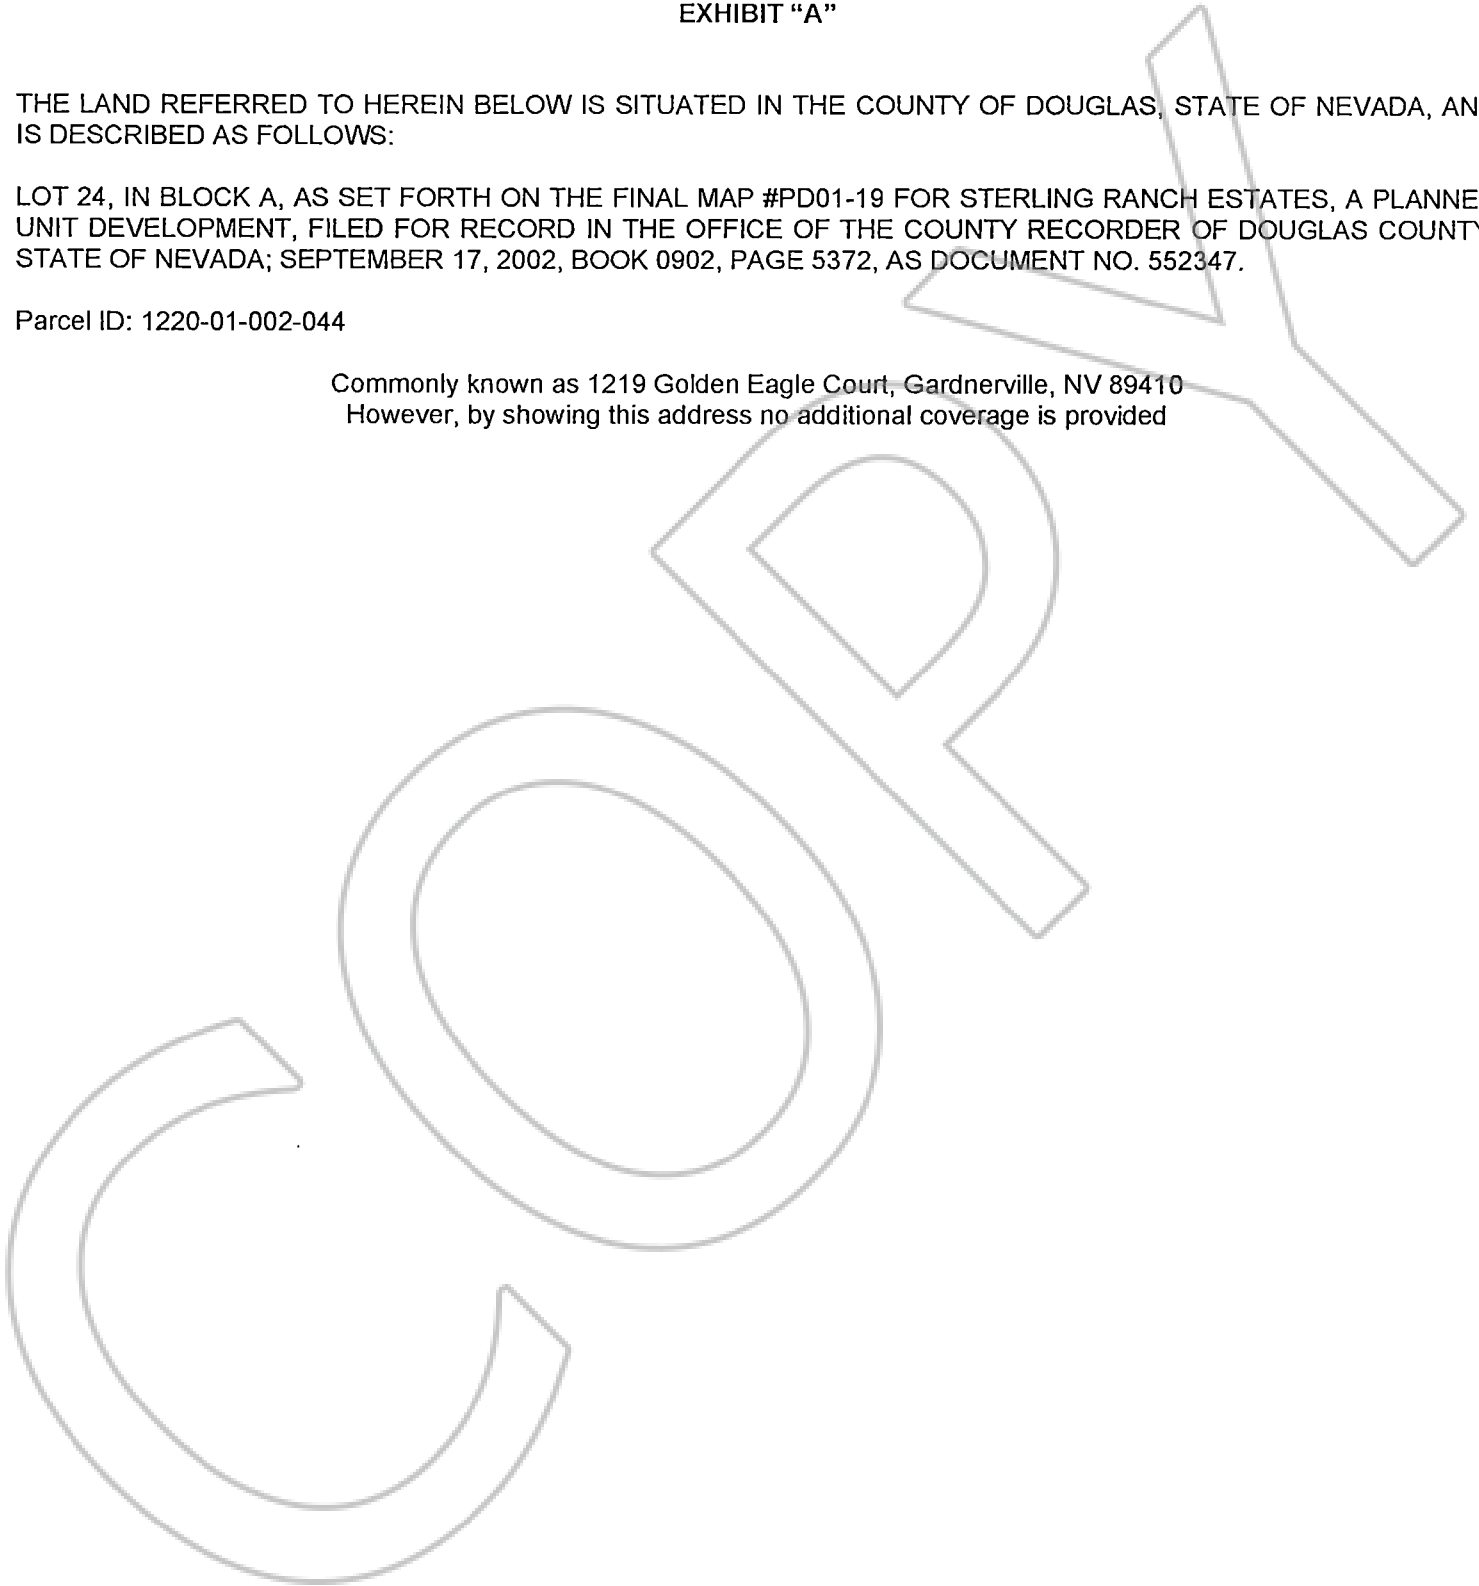 EXHIBIT “A”
THE LAND REFERRED TO HEREIN BELOW IS SITUATED IN THE COUNTY OF DOUGLAS, STATE OF NEVADA, AN
IS DESCRIBED AS FOLLOWS:
LOT 24, IN BLOCK A, AS SET FORTH ON THE FINAL MAP #PD01-19 FOR STERLING RANCH ESTATES, A PLANNE
UNIT DEVELOPMENT, FILED FOR RECORD IN THE OFFICE OF THE COUNTY RECORDER OF DOUGLAS COUNTY
STATE OF NEVADA; SEPTEMBER 17, 2002, BOOK 0902, PAGE 5372, AS DOCUMENT NO. 552347.
Parcel ID: 1220-01-002-044
Commonly known as 1219 Golden Eagle Court, Gardnerville, NV 89410
However, by showing this address no additional coverage is provided
COPY